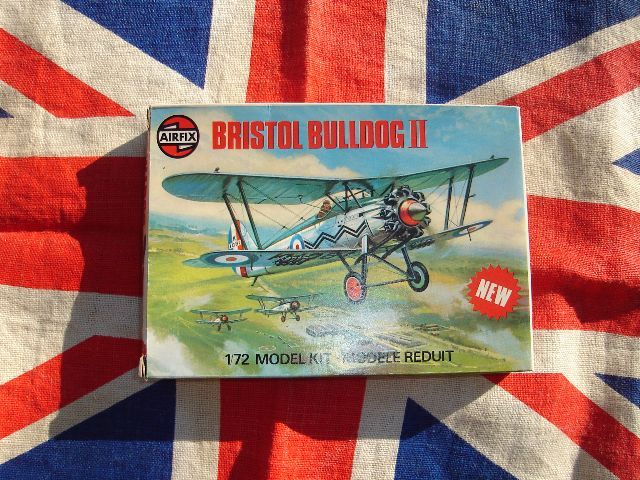 AIRFIX
BRISTOL BULLDOG II
NEW
1/72 MODEL KIT MODELE REDUIT